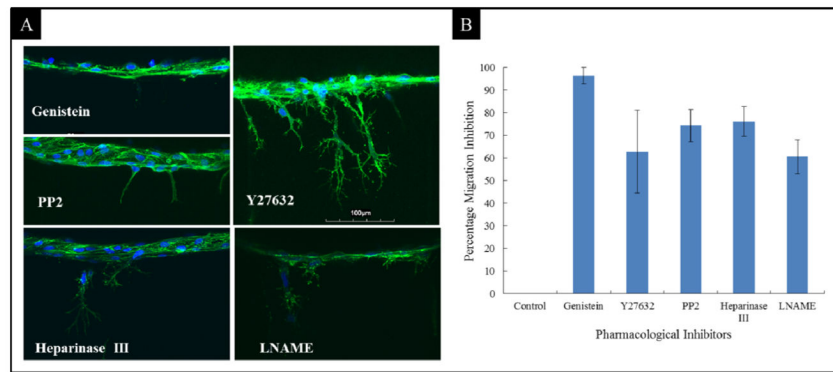 A
Genistein
PP2
Y27632
100μm
Heparinase III
LNAME
B
Percentage Migration Inhibition
100
90
80
70
60
50
40
30
20
10
0
Control
Genistein
Y27632
PP2
Heparinase
III
LNAME
Pharmacological Inhibitors